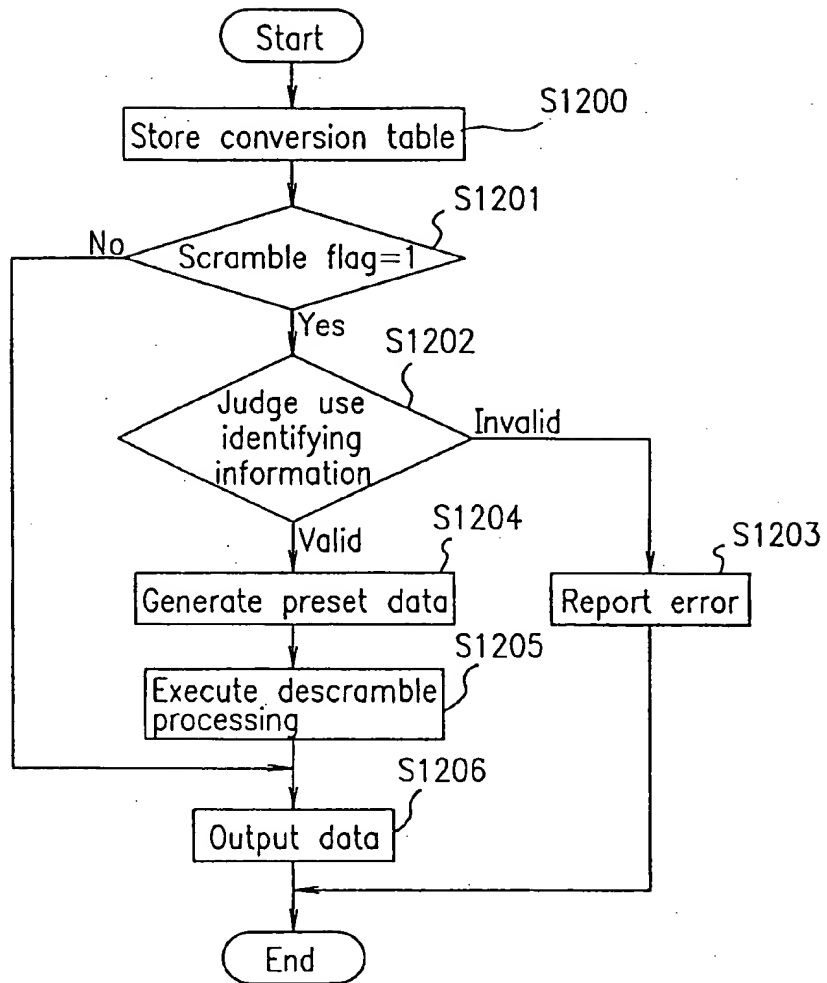 Start
S1200
Store conversion table
S1201
No
Scramble flag=1
Yes
S1202
Judge use
identifying
information
Invalid
Valid
S1204
S1203
Generate preset data
Report error
S1205
Execute descramble
processing
S1206
Output data
End